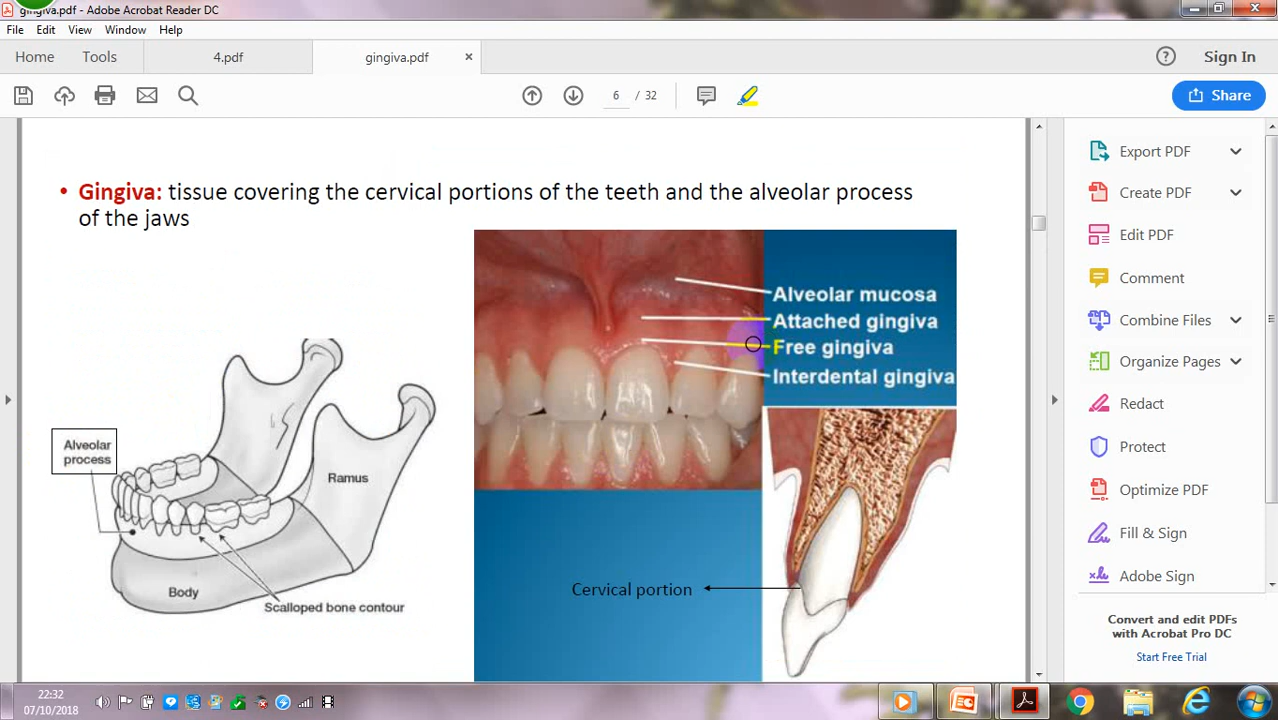 gingiva.pdf - Adobe Acrobat Reader DC
File Edit View Window Help
Home Tools 4.pdf gingiva.pdf × ? Sign In
6 / 32 Share
• Gingiva: tissue covering the cervical portions of the teeth and the alveolar process
of the jaws
Alveolar mucosa
Attached gingiva
Free gingiva
Interdental gingiva
Alveolar
process
Ramus
Body
Scalloped bone contour
Cervical portion
Export PDF
Create PDF
Edit PDF
Comment
Combine Files
Organize Pages
Redact
Protect
Optimize PDF
Fill & Sign
Adobe Sign
Convert and edit PDFs
with Acrobat Pro DC
Start Free Trial
22:32
07/10/2018